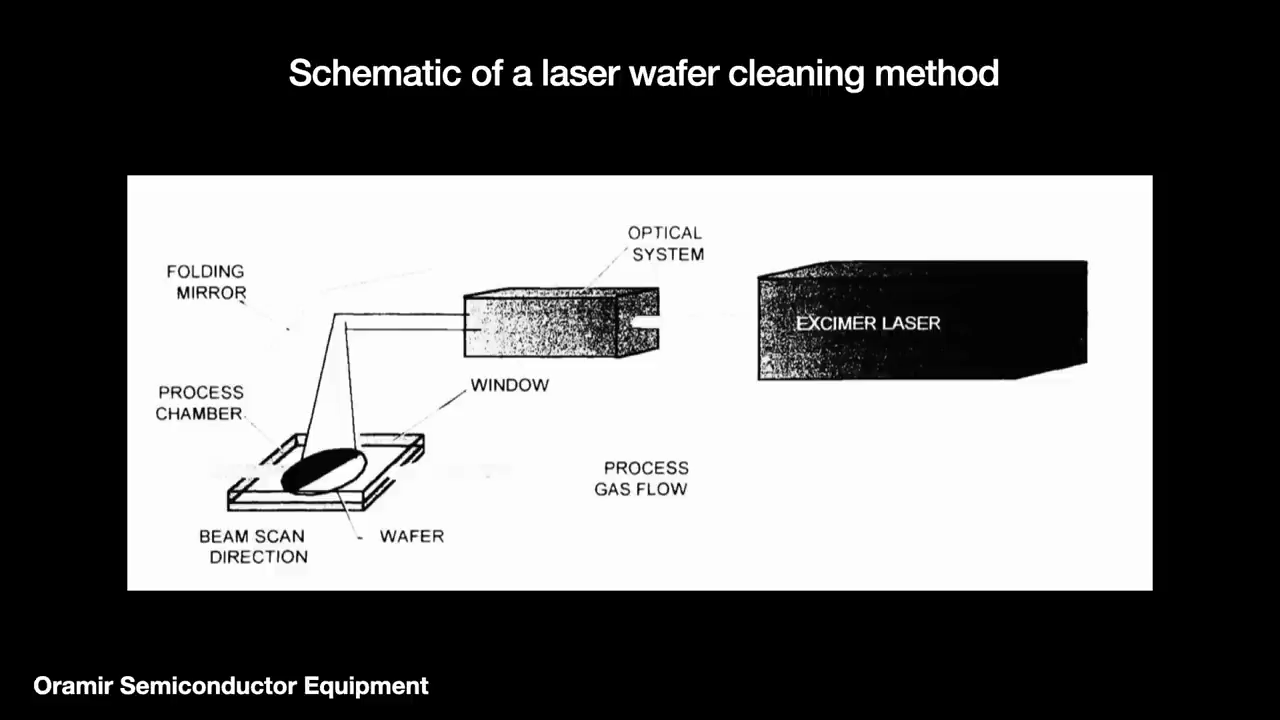 Schematic of a laser wafer cleaning method
OPTICAL
SYSTEM
FOLDING
MIRROR
EXCIMER LASER
PROCESS
CHAMBER
WINDOW
PROCESS
GAS FLOW
BEAM SCAN
DIRECTION
WAFER
Oramir Semiconductor Equipment